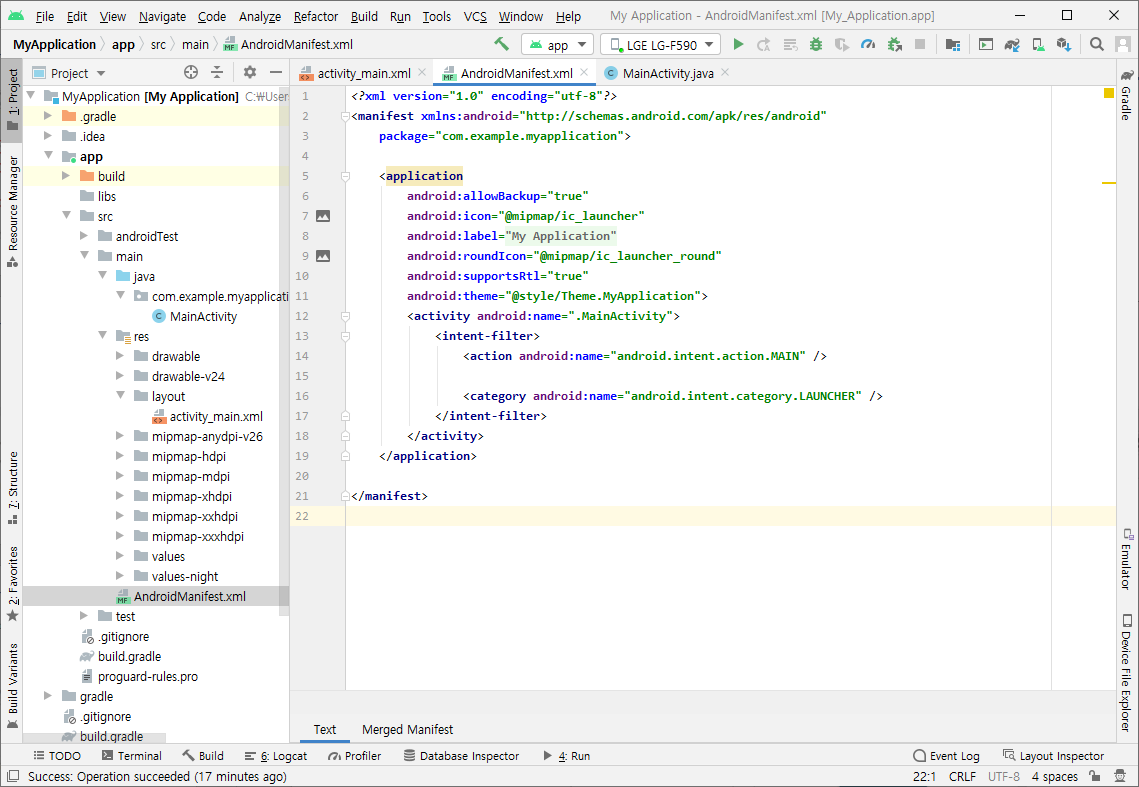 File Edit View Navigate Code Analyze Refactor Build Run Tools VCS Window Help My Application - AndroidManifest.xml [My_Application.app]
MyApplication app src main AndroidManifest.xml app LGE LG-F590
1: Project
Resource Manager
7: Structure
2: Favorites
Build Variants
Project
MyApplication [My Application] C:₩Users
.gradle
.idea
app
build
libs
src
androidTest
main
java
com.example.myapplicati
MainActivity
res
drawable
drawable-v24
layout
activity_main.xml
mipmap-anydpi-v26
mipmap-hdpi
mipmap-mdpi
mipmap-xhdpi
mipmap-xxhdpi
mipmap-xxxhdpi
values
values-night
AndroidManifest.xml
test
.gitignore
build.gradle
proguard-rules.pro
gradle
.gitignore
build.gradle
activity_main.xml AndroidManifest.xml MainActivity.java
1 <?xml version="1.0" encoding="utf-8"?>
2 <manifest xmlns:android="http://schemas.android.com/apk/res/android"
3 package="com.example.myapplication">
4
5 <application
6 android:allowBackup="true"
7 android:icon="@mipmap/ic_launcher"
8 android:label="My Application"
9 android:roundIcon="@mipmap/ic_launcher_round"
10 android:supportsRtl="true"
11 android:theme="@style/Theme.MyApplication">
12 <activity android:name=".MainActivity">
13 <intent-filter>
14 <action android:name="android.intent.action.MAIN" />
15
16 <category android:name="android.intent.category.LAUNCHER" />
17 </intent-filter>
18 </activity>
19 </application>
20
21 </manifest>
22
Text Merged Manifest
Gradle
Emulator
Device File Explorer
TODO Terminal Build 6: Logcat Profiler Database Inspector 4: Run Event Log Layout Inspector
Success: Operation succeeded (17 minutes ago) 22:1 CRLF UTF-8 4 spaces